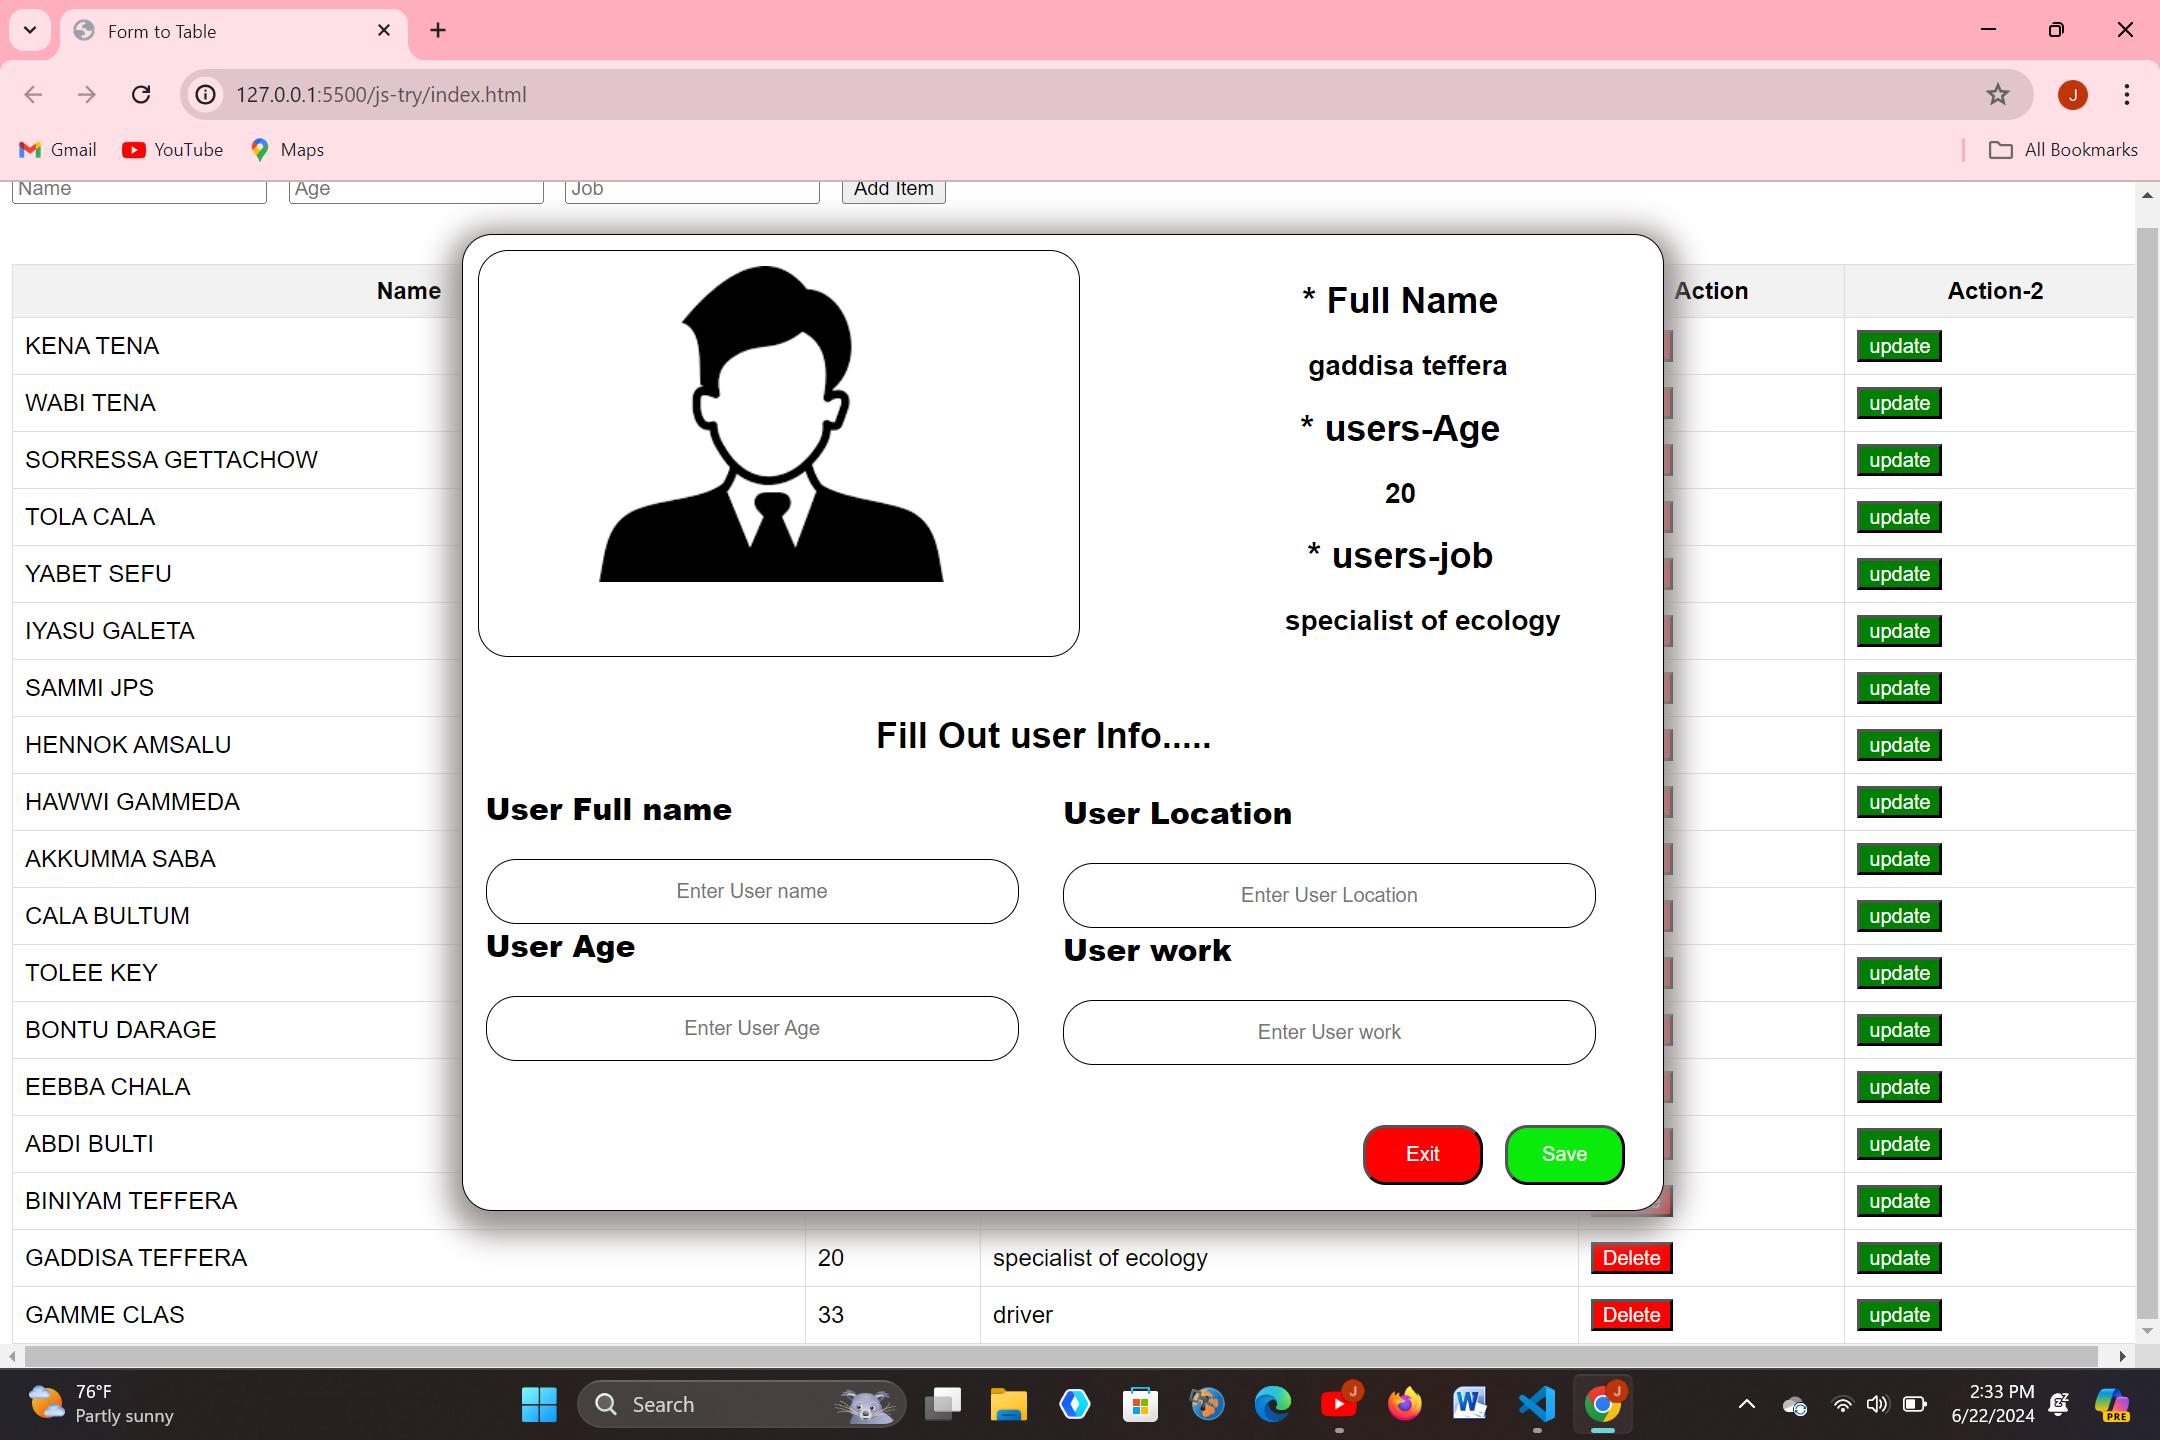 Form to Table
127.0.0.1:5500/js-try/index.html
J
Gmail YouTube Maps All Bookmarks
Name Age Job Add Item
Name Action Action-2
* Full Name
gaddisa teffera
* users-Age
20
* users-job
specialist of ecology
Fill Out user Info.....
User Full name User Location
Enter User name Enter User Location
User Age User work
Enter User Age Enter User work
Exit Save
KENA TENA update
WABI TENA update
SORRESSA GETTACHOW update
TOLA CALA update
YABET SEFU update
IYASU GALETA update
SAMMI JPS update
HENNOK AMSALU update
HAWWI GAMMEDA update
AKKUMMA SABA update
CALA BULTUM update
TOLEE KEY update
BONTU DARAGE update
EEBBA CHALA update
ABDI BULTI update
BINIYAM TEFFERA update
GADDISA TEFFERA 20 specialist of ecology Delete update
GAMME CLAS 33 driver Delete update
76°F
Partly sunny
Search
J
J
2:33 PM
6/22/2024
PRE